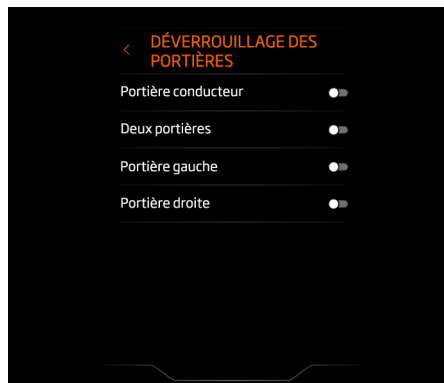 DÉVERROUILLAGE DES
PORTIÈRES
Portière conducteur
Deux portières
Portière gauche
Portière droite